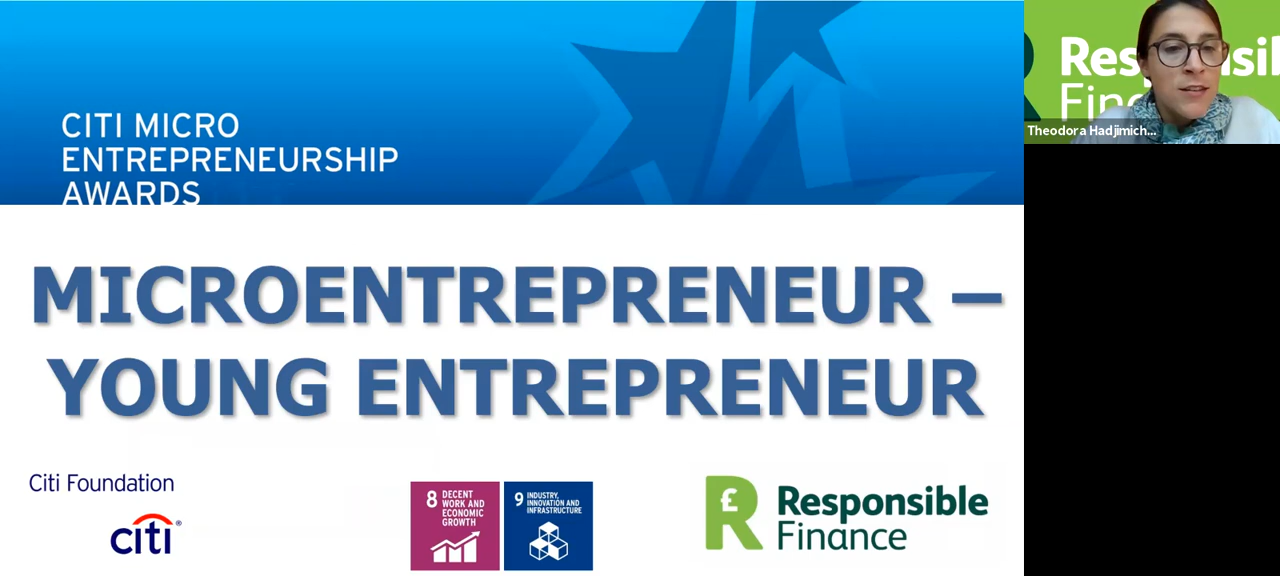 CITI MICRO
ENTREPRENEURSHIP
AWARDS
MICROENTREPRENEUR –
YOUNG ENTREPRENEUR
Citi Foundation
citi®
8 DECENT
WORK AND
ECONOMIC
GROWTH
9 INDUSTRY,
INNOVATION AND
INFRASTRUCTURE
R£
Responsible
Finance
Theodora Hadjimich...